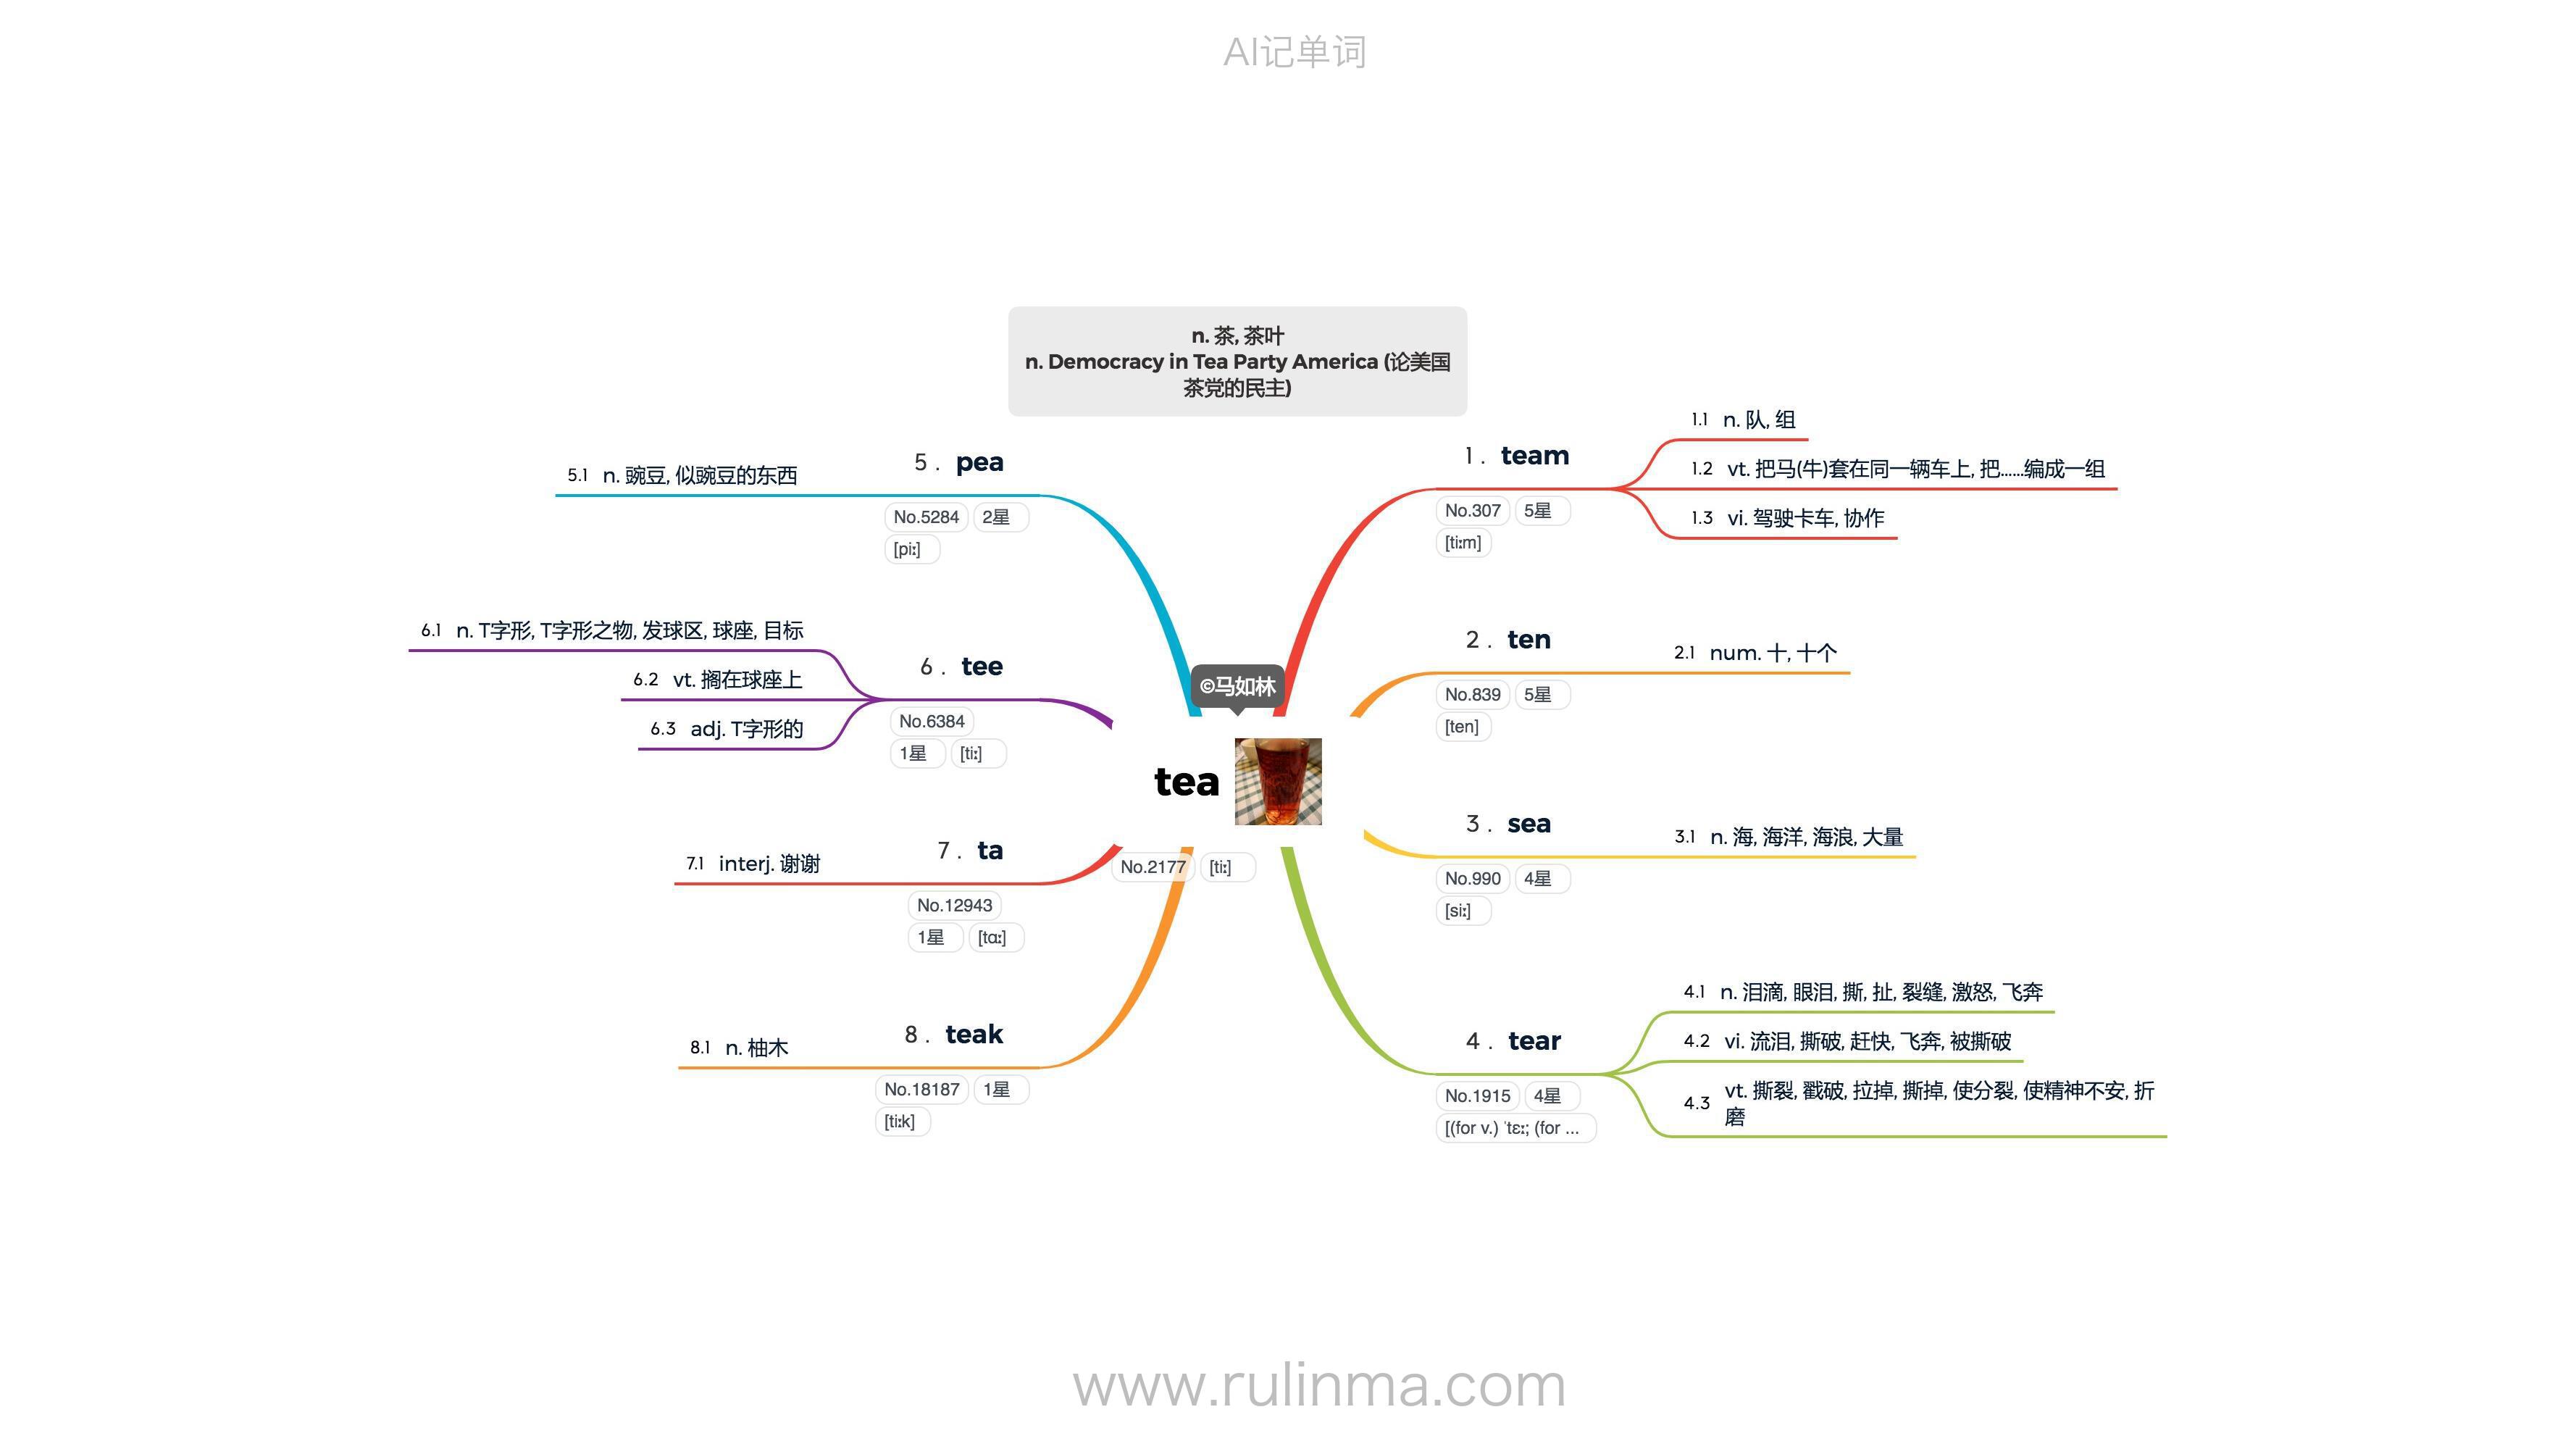 AI记单词
n. 茶, 茶叶
n. Democracy in Tea Party America (论美国
茶党的民主)
©马如林
tea
No.2177 [tiː]
1. team
No.307 5星
[tiːm]
1.1 n. 队, 组
1.2 vt. 把马(牛)套在同一辆车上, 把......编成一组
1.3 vi. 驾驶卡车, 协作
2. ten
No.839 5星
[ten]
2.1 num. 十, 十个
3. sea
No.990 4星
[siː]
3.1 n. 海, 海洋, 海浪, 大量
4. tear
No.1915 4星
[(for v.) ˈtɛː; (for ...
4.1 n. 泪滴, 眼泪, 撕, 扯, 裂缝, 激怒, 飞奔
4.2 vi. 流泪, 撕破, 赶快, 飞奔, 被撕破
4.3 vt. 撕裂, 戳破, 拉掉, 撕掉, 使分裂, 使精神不安, 折
磨
5. pea
No.5284 2星
[piː]
5.1 n. 豌豆, 似豌豆的东西
6. tee
No.6384
1星 [tiː]
6.1 n. T字形, T字形之物, 发球区, 球座, 目标
6.2 vt. 搁在球座上
6.3 adj. T字形的
7. ta
No.12943
1星 [tɑː]
7.1 interj. 谢谢
8. teak
No.18187 1星
[tiːk]
8.1 n. 柚木
www.rulinma.com